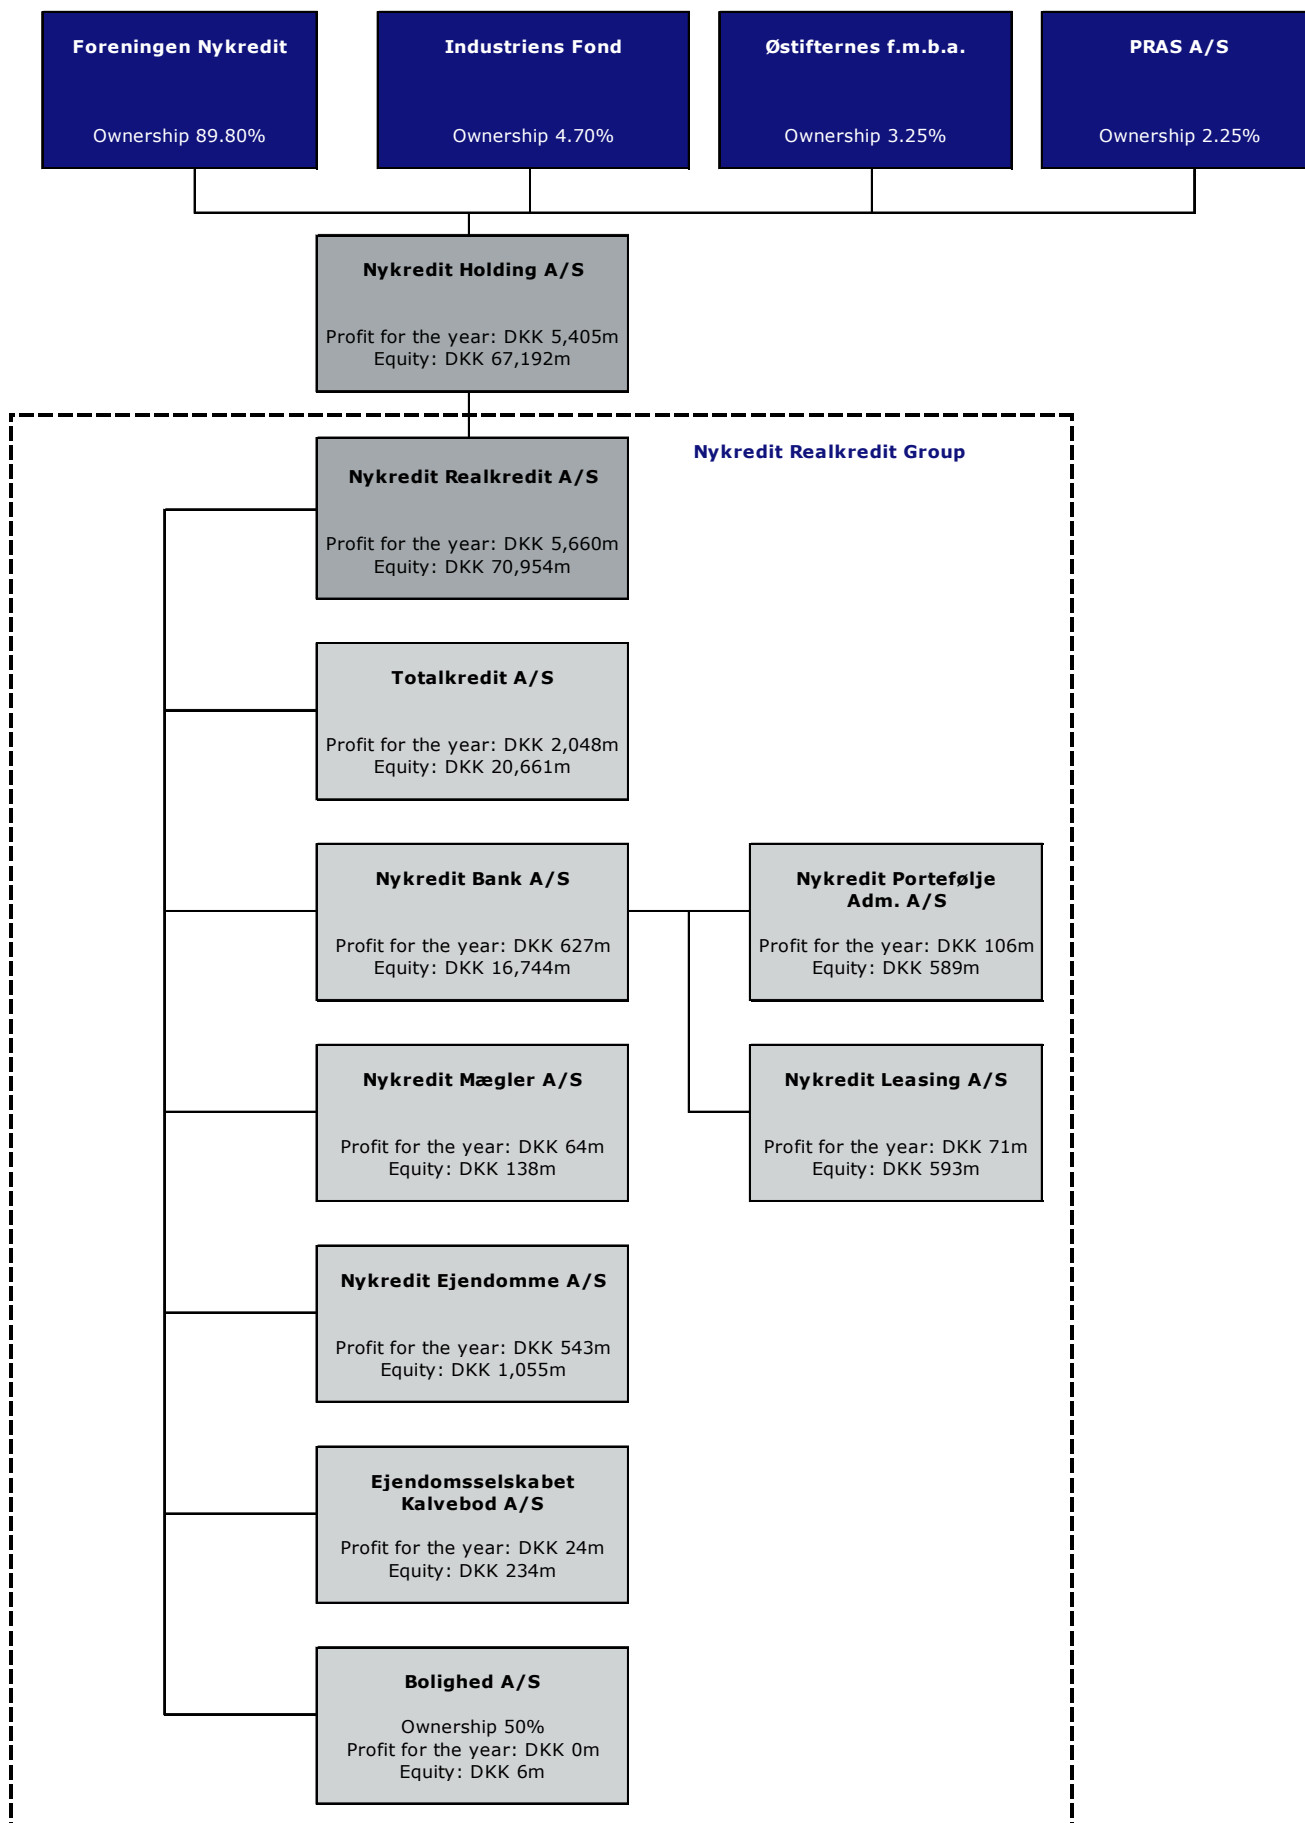 Foreningen Nykredit
Ownership 89.80%
Industriens Fond
Ownership 4.70%
Østifternes f.m.b.a.
Ownership 3.25%
PRAS A/S
Ownership 2.25%
Nykredit Holding A/S
Profit for the year: DKK 5,405m
Equity: DKK 67,192m
Nykredit Realkredit Group
Nykredit Realkredit A/S
Profit for the year: DKK 5,660m
Equity: DKK 70,954m
Totalkredit A/S
Profit for the year: DKK 2,048m
Equity: DKK 20,661m
Nykredit Bank A/S
Profit for the year: DKK 627m
Equity: DKK 16,744m
Nykredit Portefølje
Adm. A/S
Profit for the year: DKK 106m
Equity: DKK 589m
Nykredit Mægler A/S
Profit for the year: DKK 64m
Equity: DKK 138m
Nykredit Leasing A/S
Profit for the year: DKK 71m
Equity: DKK 593m
Nykredit Ejendomme A/S
Profit for the year: DKK 543m
Equity: DKK 1,055m
Ejendomsselskabet
Kalvebod A/S
Profit for the year: DKK 24m
Equity: DKK 234m
Bolighed A/S
Ownership 50%
Profit for the year: DKK 0m
Equity: DKK 6m